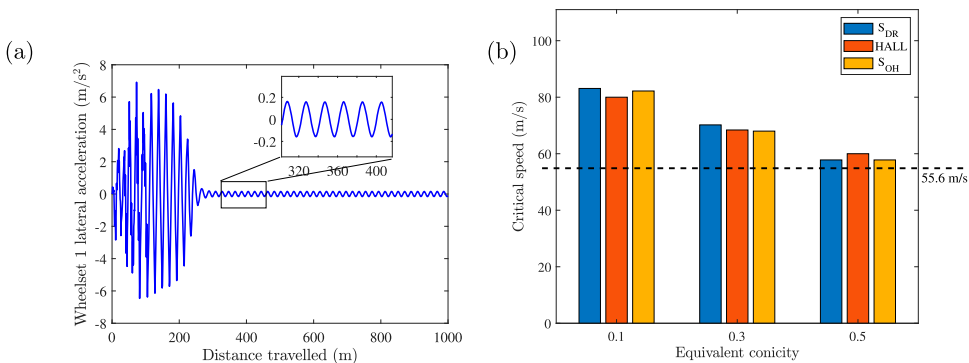 (a)
Wheelset 1 lateral acceleration (m/s²)
8
6
4
2
0
-2
-4
-6
-8
0 200 400 600 800 1000
Distance travelled (m)
0.2
0
-0.2
320 360 400
(b)
Critical speed (m/s)
100
80
60
40
20
0
0.1 0.3 0.5
Equivalent conicity
S_DR
HALL
S_OH
55.6 m/s